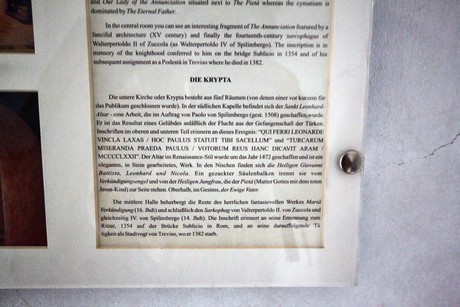 and Our Lady of the Annunciation situated next to The Pietà whereas the cymatium is
dominated by The Eternal Father.
In the central room you can see an interesting fragment of The Annunciation featured by a
fanciful architecture (XV century) and finally the fourteenth-century sarcophagus of
Walterpertoldo II of Zuccola (as Walterpertoldo IV of Spilimbergo). The inscription is in
memory of the knighthood conferred to him on the bridge Sublicio in 1354 and of his
subsequent assignment as a Podestà in Treviso where he died in 1382.
DIE KRYPTA
Die untere Kirche oder Krypta besteht aus fünf Räumen (von denen einer vor kurzem für
das Publikum geschlossen wurde). In der südlichen Kapelle befindet sich der Sankt Leonhard-
Altar - eine Arbeit, die im Auftrag von Paolo von Spilimbergo (gest. 1508) ausgeführt wurde.
Er ist das Resultat eines Gelübdes anläßlich der Flucht aus der Gefangenschaft der Türken.
Inschriften im oberen und unteren Teil erinnern an dieses Ereignis: "QUI FERRI LEONARDE
VINCLA LAXAS / HOC PAULUS STATUIT TIBI SACELLUM" und "TURCARUM
MISERANDA PRAEDA PAULUS / VOTORUM REUS HANC DICAVIT ARAM /
MCCCCLXXII". Der Altar im Renaissance-Stil wurde um das Jahr 1472 geschaffen und ist ein
elegantes, in Stein gearbeitetes, Werk. In den Nischen finden sich die Heiligen Giovanni
Battista, Leonhard und Nicola. Ein gezackter Säulenbalken trennt sie vom
Verkündigungsengel und von der Heiligen Jungfrau, die der Pietà (Mutter Gottes mit dem toten
Jesus-Kind) zur Seite stehen. Oberhalb, im Gesims, der Ewige Vater.
Die mittlere Halle beherbergt die Reste des herrlichen fantasievollen Werkes Mariä
Verkündigung (16. Jhdt) und schließlich den Sarkophag von Walterpertoldo II. von Zuccola und
gleichzeitig IV. von Spilimbergo (14. Jhdt). Die Inschrift erinnert an seine Ernennung zum
Ritter, 1354 auf der Brücke Sublicio in Rom, und an seine darauffolgende Tä
tigkeit als Stadtvogt von Treviso, wo er 1382 starb.